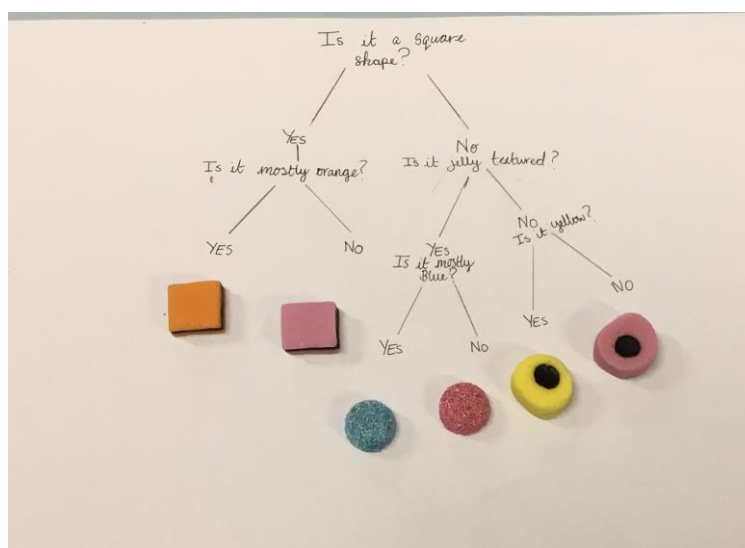 Is it a square
shape?
YES
No
Is it mostly orange?
Is it jelly textured?
YES
NO
YES
Is it mostly
Blue?
NO
Is it yellow?
YES
NO
YES
NO